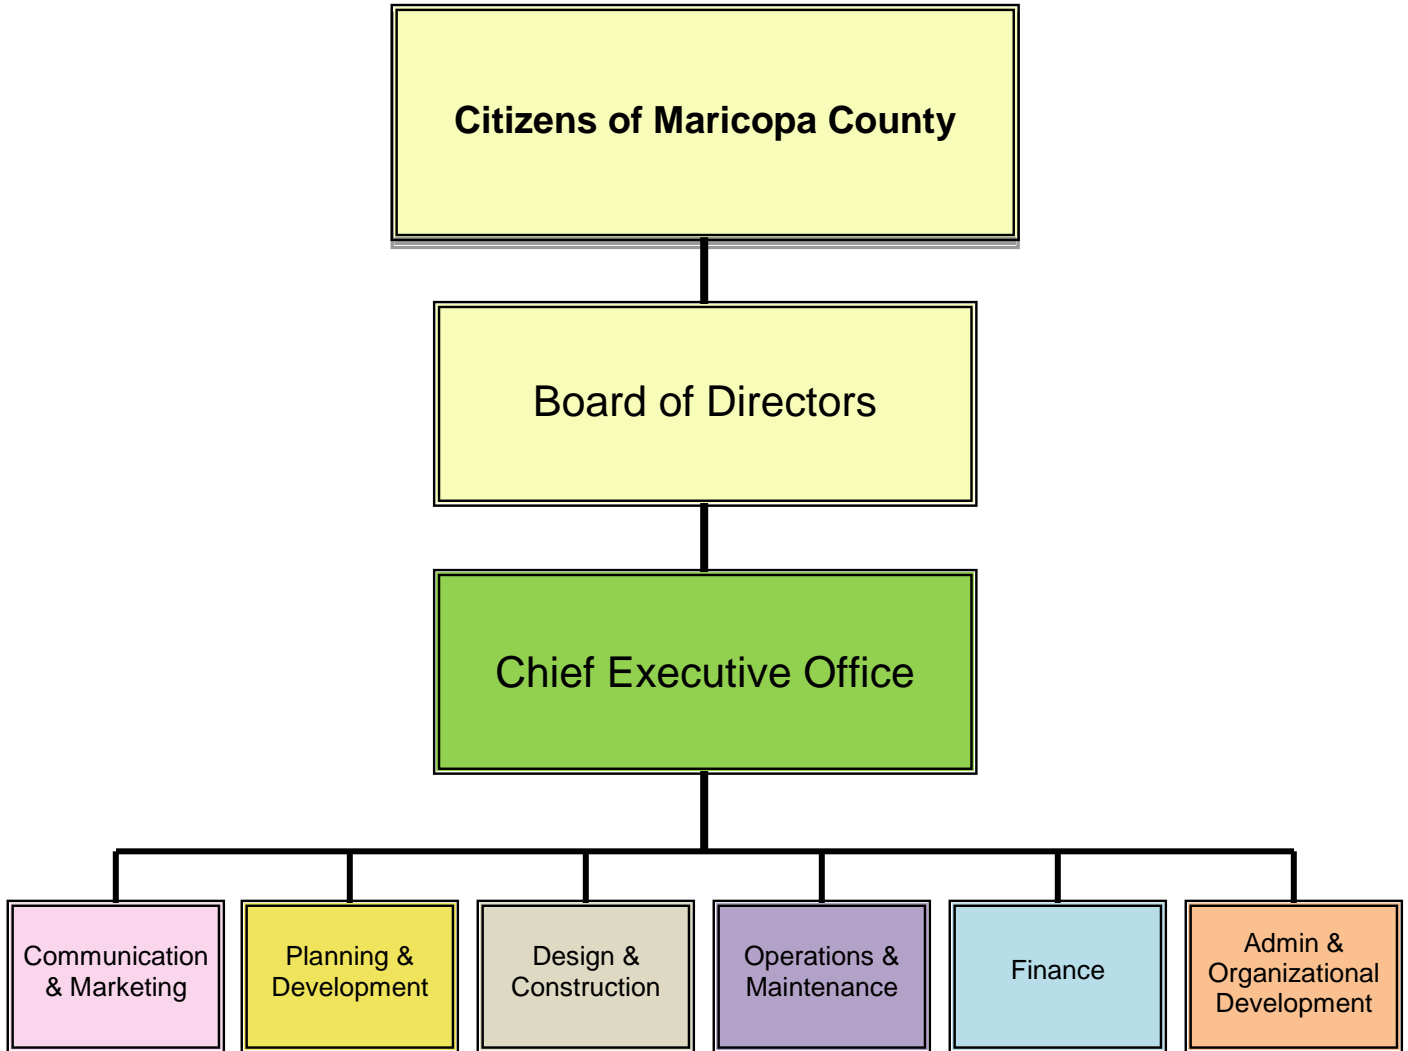 Citizens of Maricopa County
Board of Directors
Chief Executive Office
Communication
& Marketing
Planning &
Development
Design &
Construction
Operations &
Maintenance
Finance
Admin &
Organizational
Development